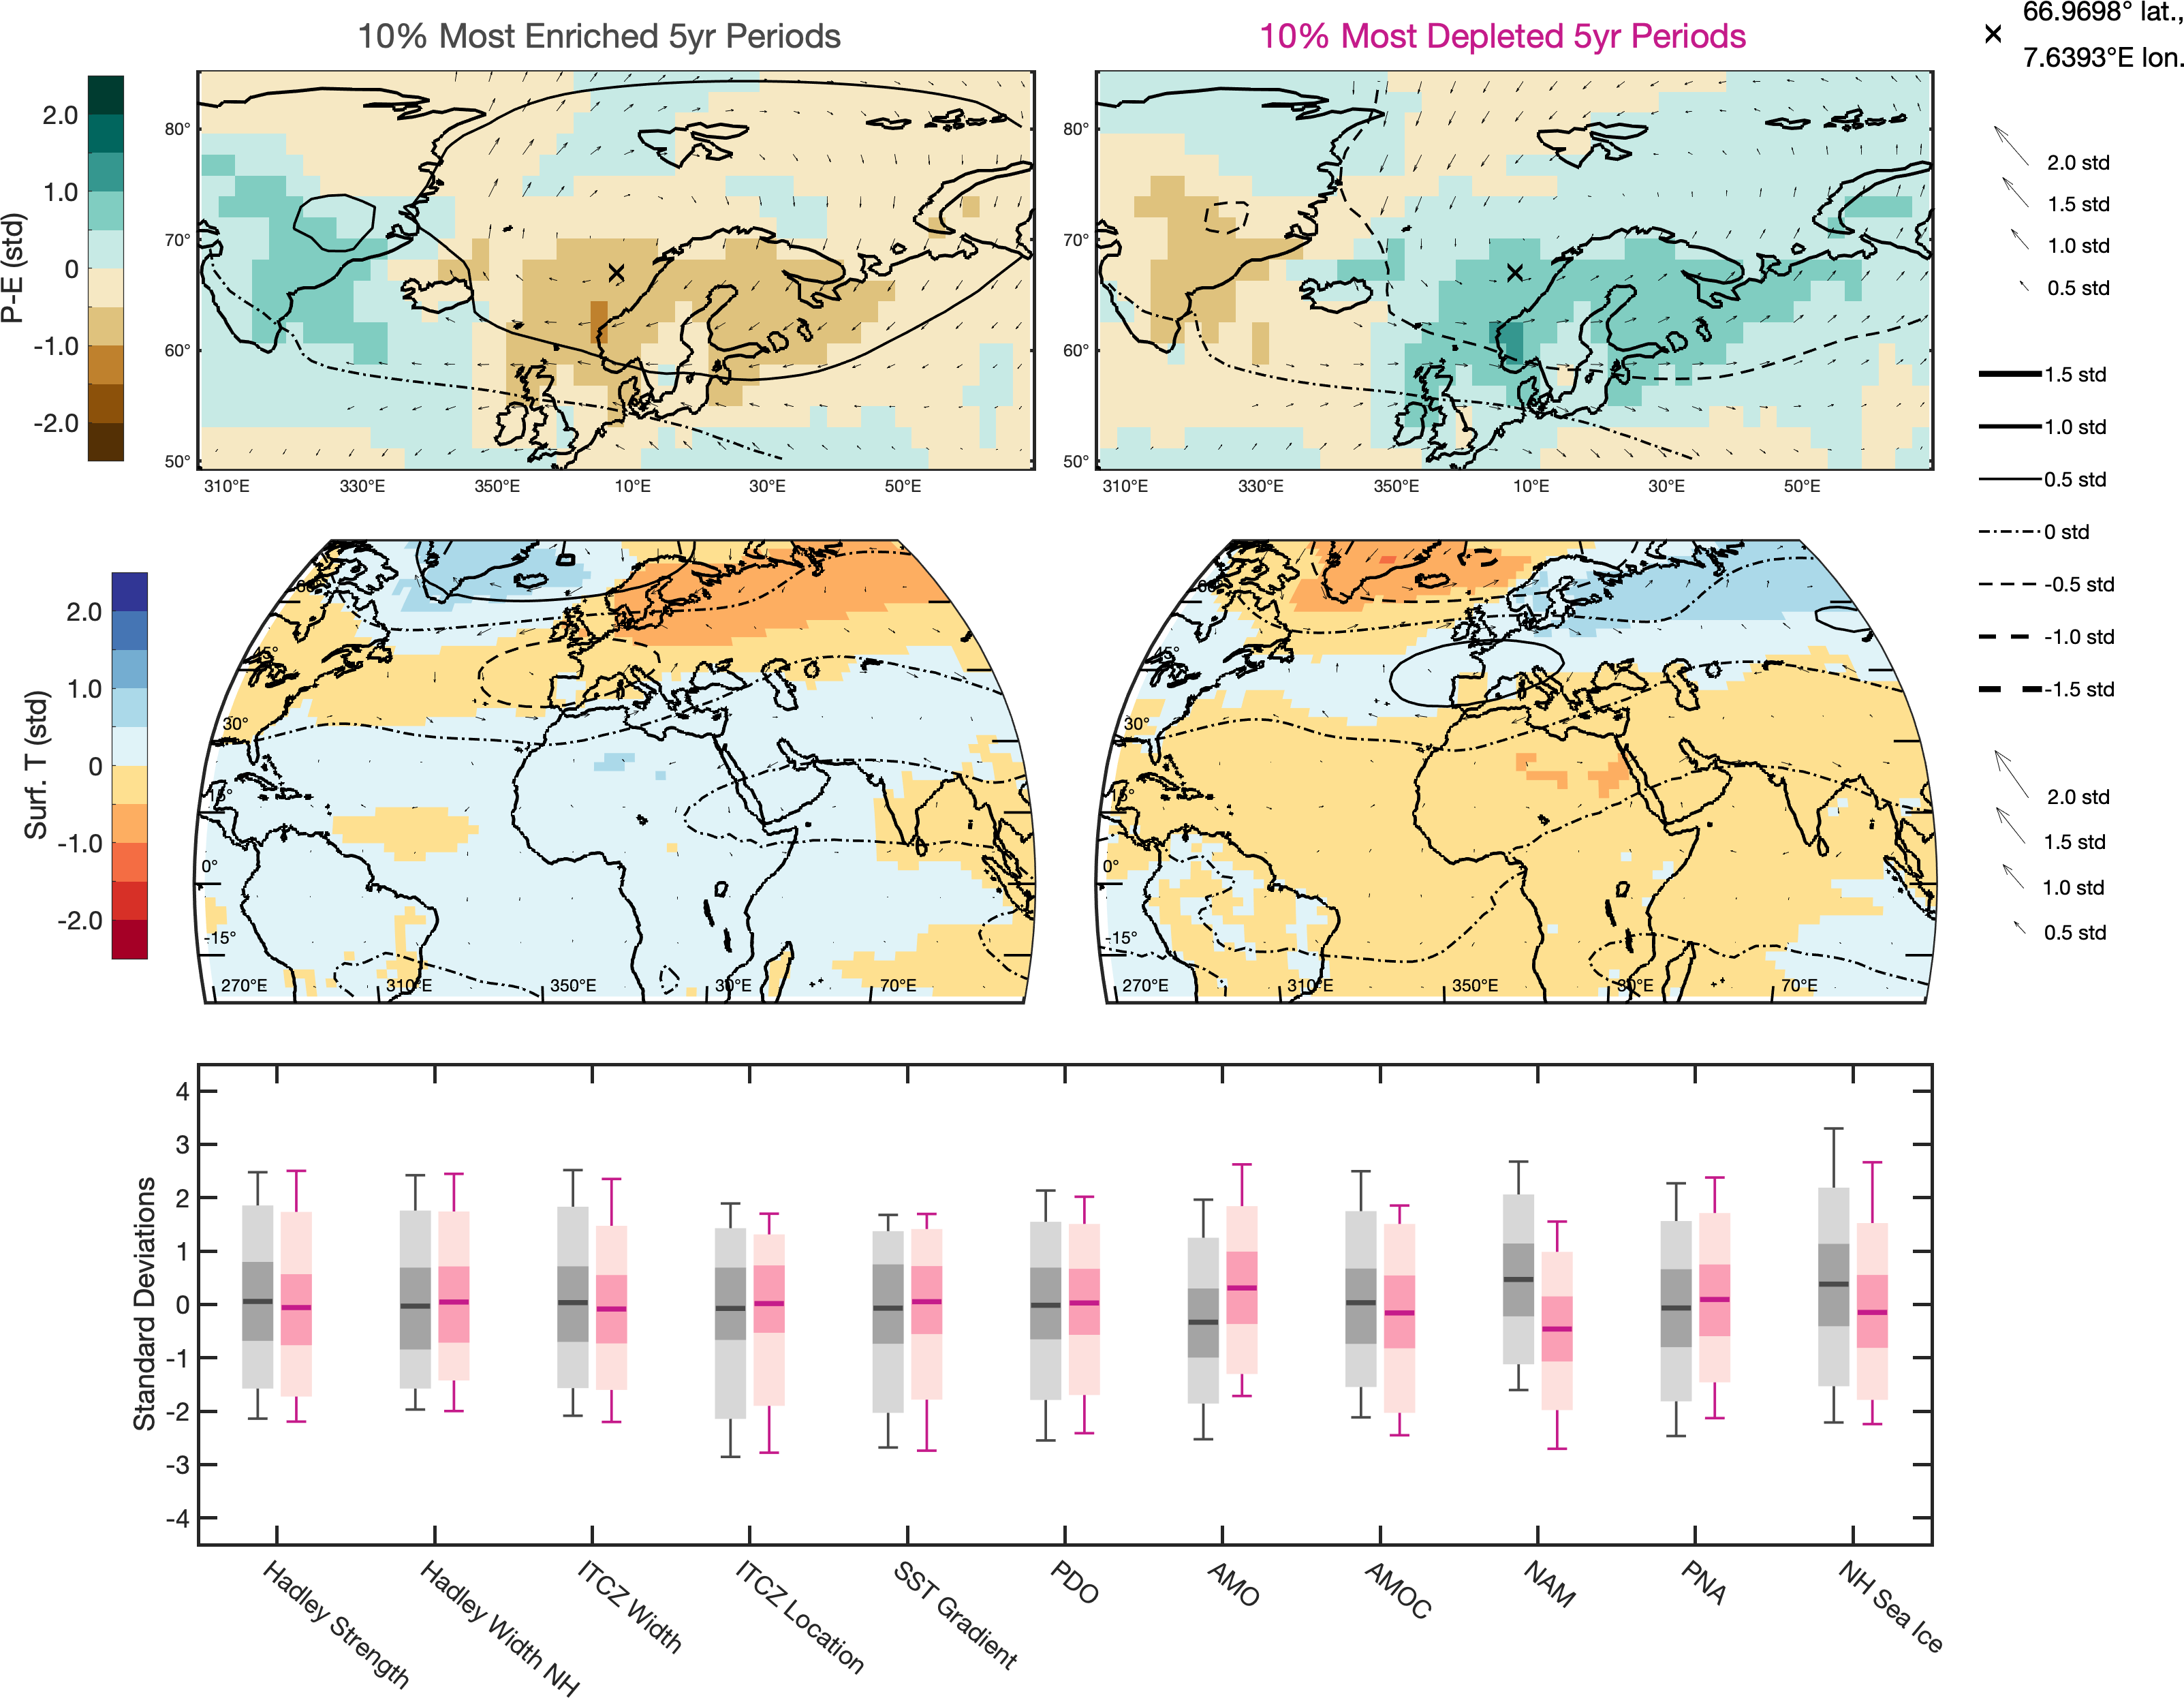 10% Most Enriched 5yr Periods
10% Most Depleted 5yr Periods
66.9698° lat.,
7.6393°E lon.
P-E (std)
2.0
1.0
0
-1.0
-2.0
80°
70°
60°
50°
310°E 330°E 350°E 10°E 30°E 50°E
80°
70°
60°
50°
310°E 330°E 350°E 10°E 30°E 50°E
2.0 std
1.5 std
1.0 std
0.5 std
1.5 std
1.0 std
0.5 std
0 std
-0.5 std
-1.0 std
-1.5 std
2.0 std
1.5 std
1.0 std
0.5 std
Surf. T (std)
2.0
1.0
0
-1.0
-2.0
60°
45°
30°
15°
0°
-15°
270°E 310°E 350°E 30°E 70°E
60°
45°
30°
15°
0°
-15°
270°E 310°E 350°E 30°E 70°E
Standard Deviations
4
3
2
1
0
-1
-2
-3
-4
Hadley Strength
Hadley Width NH
ITCZ Width
ITCZ Location
SST Gradient
PDO
AMO
AMOC
NAM
PNA
NH Sea Ice